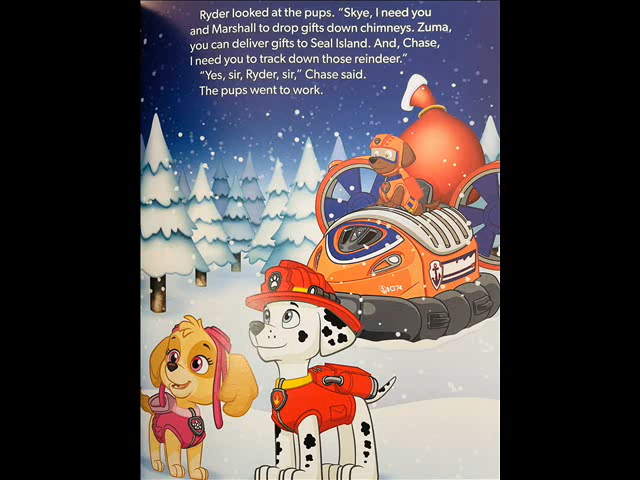 Ryder looked at the pups. “Skye, I need you
and Marshall to drop gifts down chimneys. Zuma,
you can deliver gifts to Seal Island. And, Chase,
I need you to track down those reindeer.”
“Yes, sir, Ryder, sir,” Chase said.
The pups went to work.